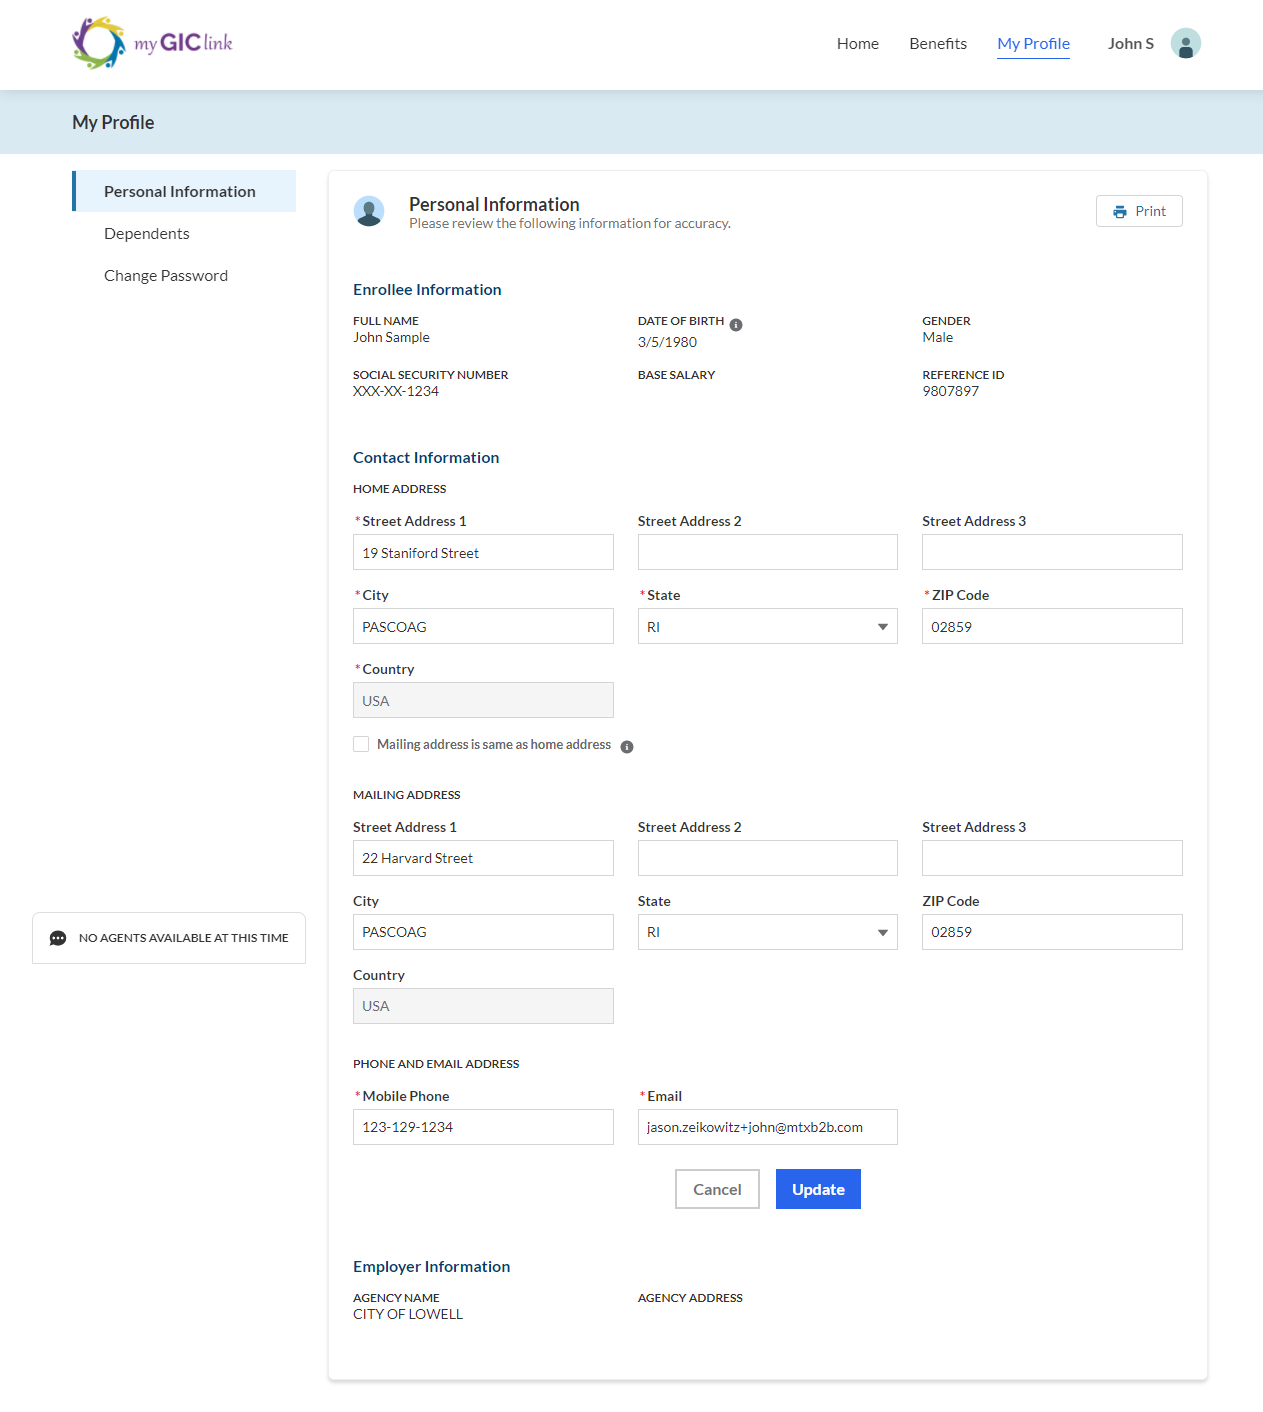 my GIC link
Home Benefits My Profile John S
My Profile
Personal Information
Dependents
Change Password
Personal Information
Please review the following information for accuracy.
Print
Enrollee Information
FULL NAME DATE OF BIRTH GENDER
John Sample 3/5/1980 Male
SOCIAL SECURITY NUMBER BASE SALARY REFERENCE ID
XXX-XX-1234 9807897
Contact Information
HOME ADDRESS
*Street Address 1 Street Address 2 Street Address 3
19 Staniford Street
*City *State *ZIP Code
PASCOAG RI 02859
*Country
USA
Mailing address is same as home address
MAILING ADDRESS
Street Address 1 Street Address 2 Street Address 3
22 Harvard Street
City State ZIP Code
PASCOAG RI 02859
NO AGENTS AVAILABLE AT THIS TIME
Country
USA
PHONE AND EMAIL ADDRESS
*Mobile Phone *Email
123-129-1234 jason.zeikowitz+john@mtxb2b.com
Cancel Update
Employer Information
AGENCY NAME AGENCY ADDRESS
CITY OF LOWELL